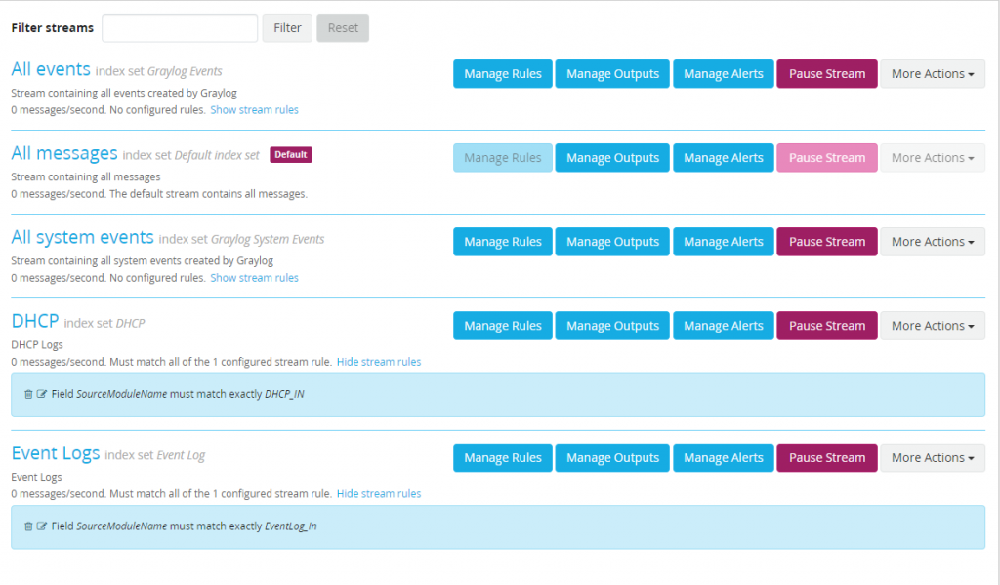 Filter streams Filter Reset
All events index set Graylog Events Manage Rules Manage Outputs Manage Alerts Pause Stream More Actions
Stream containing all events created by Graylog
0 messages/second. No configured rules. Show stream rules
All messages index set Default index set Default Manage Rules Manage Outputs Manage Alerts Pause Stream More Actions
Stream containing all messages
0 messages/second. The default stream contains all messages.
All system events index set Graylog System Events Manage Rules Manage Outputs Manage Alerts Pause Stream More Actions
Stream containing all system events created by Graylog
0 messages/second. No configured rules. Show stream rules
DHCP index set DHCP Manage Rules Manage Outputs Manage Alerts Pause Stream More Actions
DHCP Logs
0 messages/second. Must match all of the 1 configured stream rule. Hide stream rules
Field SourceModuleName must match exactly DHCP_IN
Event Logs index set Event Log Manage Rules Manage Outputs Manage Alerts Pause Stream More Actions
Event Logs
0 messages/second. Must match all of the 1 configured stream rule. Hide stream rules
Field SourceModuleName must match exactly EventLog_In